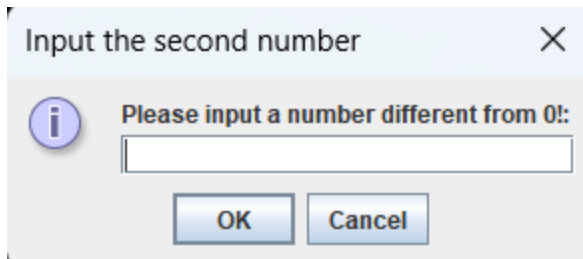 Input the second number
Please input a number different from 0!:
OK Cancel